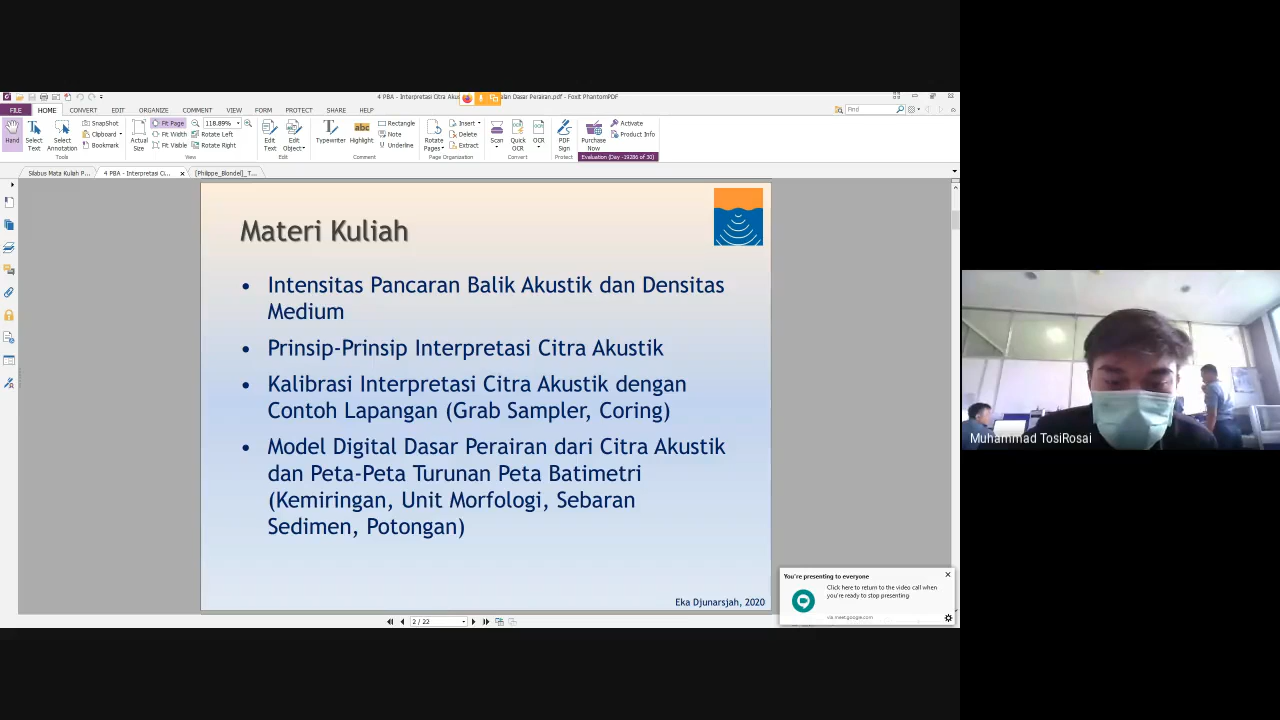 4 PBA - Interpretasi Citra Aku
alan Dasar Perairan.pdf - Foxit PhantomPDF
FILE HOME CONVERT EDIT ORGANIZE COMMENT VIEW FORM PROTECT SHARE HELP
Find
Hand
Select Text
Select Annotation
SnapShot
Clipboard
Bookmark
Tools
Actual Size
Fit Page
Fit Width
Fit Visible
118.89%
Rotate Left
Rotate Right
View
Edit Text
Edit Object
Edit
Typewriter
Highlight
Rectangle
Note
Underline
Comment
Rotate Pages
Insert
Delete
Extract
Page Organization
Scan
Quick OCR
OCR
Convert
PDF Sign
Protect
Purchase Now
Activate
Product Info
Evaluation (Day -19286 of 30)
Silabus Mata Kuliah P...
4 PBA - Interpretasi Ci...
[Philippe_Blondel]_T...
Materi Kuliah
• Intensitas Pancaran Balik Akustik dan Densitas
Medium
• Prinsip-Prinsip Interpretasi Citra Akustik
• Kalibrasi Interpretasi Citra Akustik dengan
Contoh Lapangan (Grab Sampler, Coring)
• Model Digital Dasar Perairan dari Citra Akustik
dan Peta-Peta Turunan Peta Batimetri
(Kemiringan, Unit Morfologi, Sebaran
Sedimen, Potongan)
Eka Djunarsjah, 2020
Muhammad TosiRosai
You're presenting to everyone
Click here to return to the video call when
you're ready to stop presenting
via meet.google.com
2 / 22